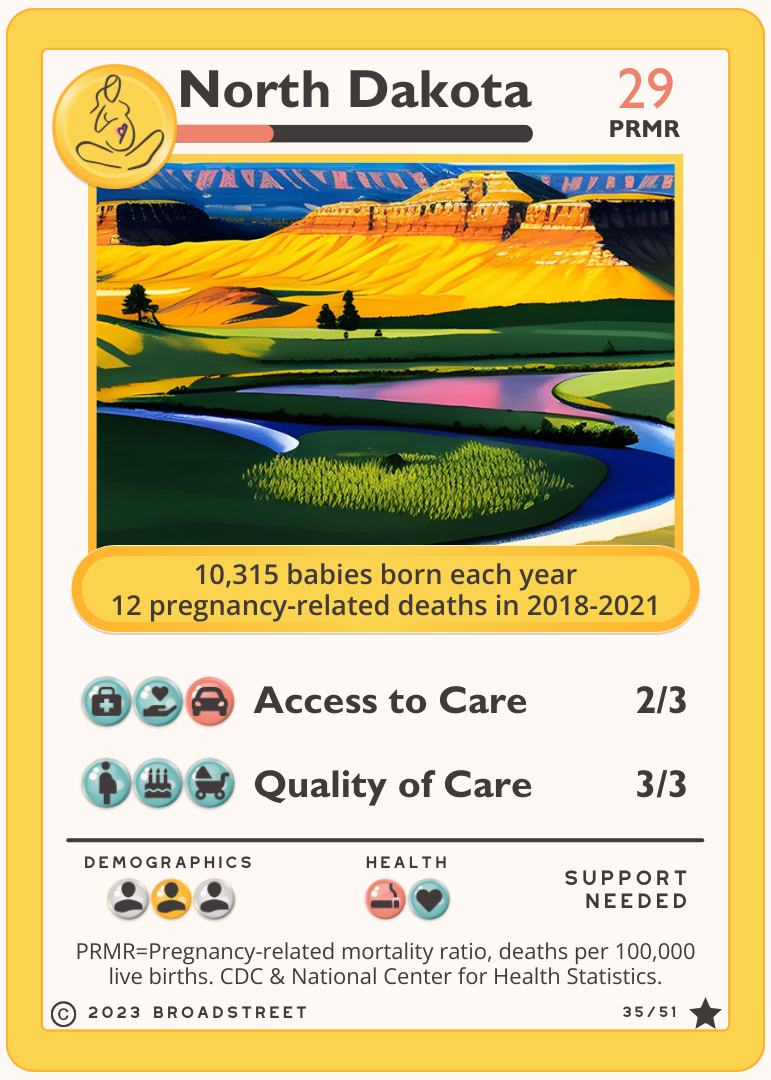 North Dakota
29
PRMR
10,315 babies born each year
12 pregnancy-related deaths in 2018-2021
Access to Care 2/3
Quality of Care 3/3
DEMOGRAPHICS
HEALTH
SUPPORT
NEEDED
PRMR=Pregnancy-related mortality ratio, deaths per 100,000
live births. CDC & National Center for Health Statistics.
© 2023 BROADSTREET 35/51